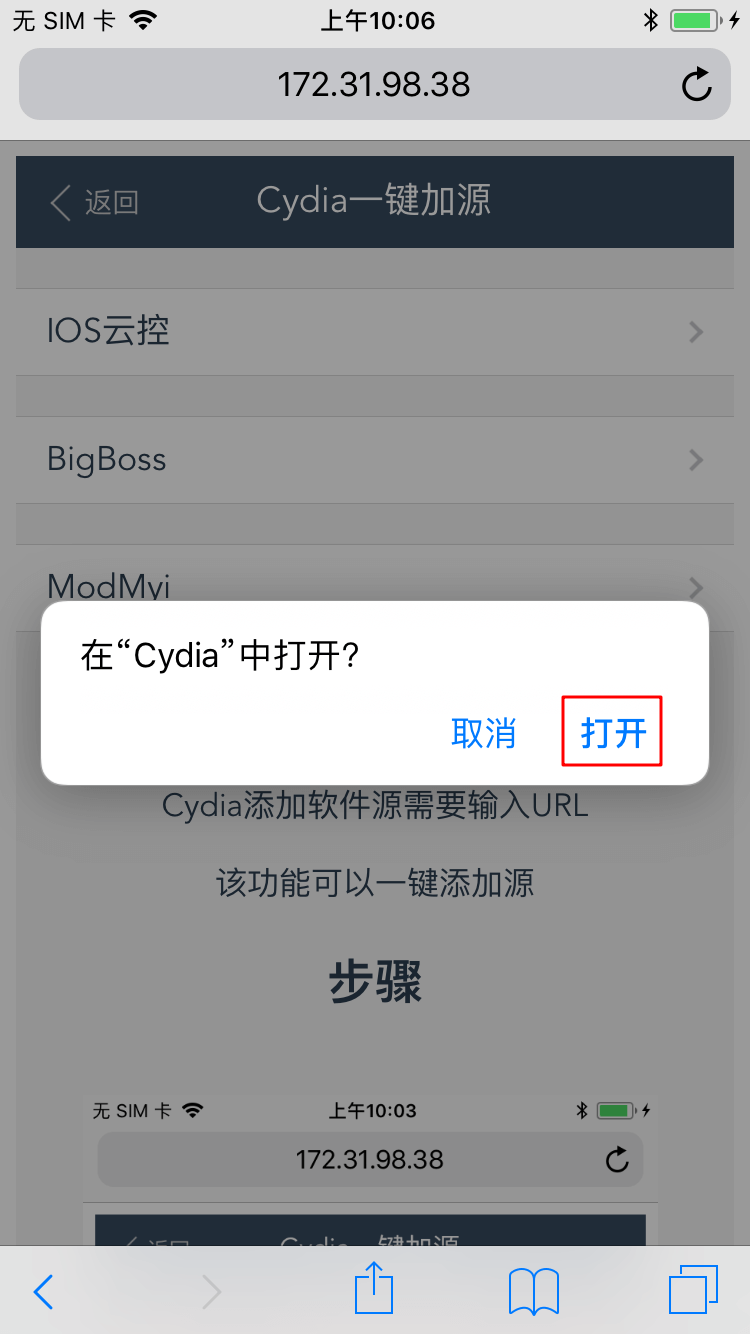 无 SIM 卡 上午10:06
172.31.98.38
返回 Cydia一键加源
IOS云控
BigBoss
ModMyi
在“Cydia”中打开?
取消 打开
Cydia添加软件源需要输入URL
该功能可以一键添加源
步骤
无 SIM 卡 上午10:03
172.31.98.38
返回 Cydia一键加源